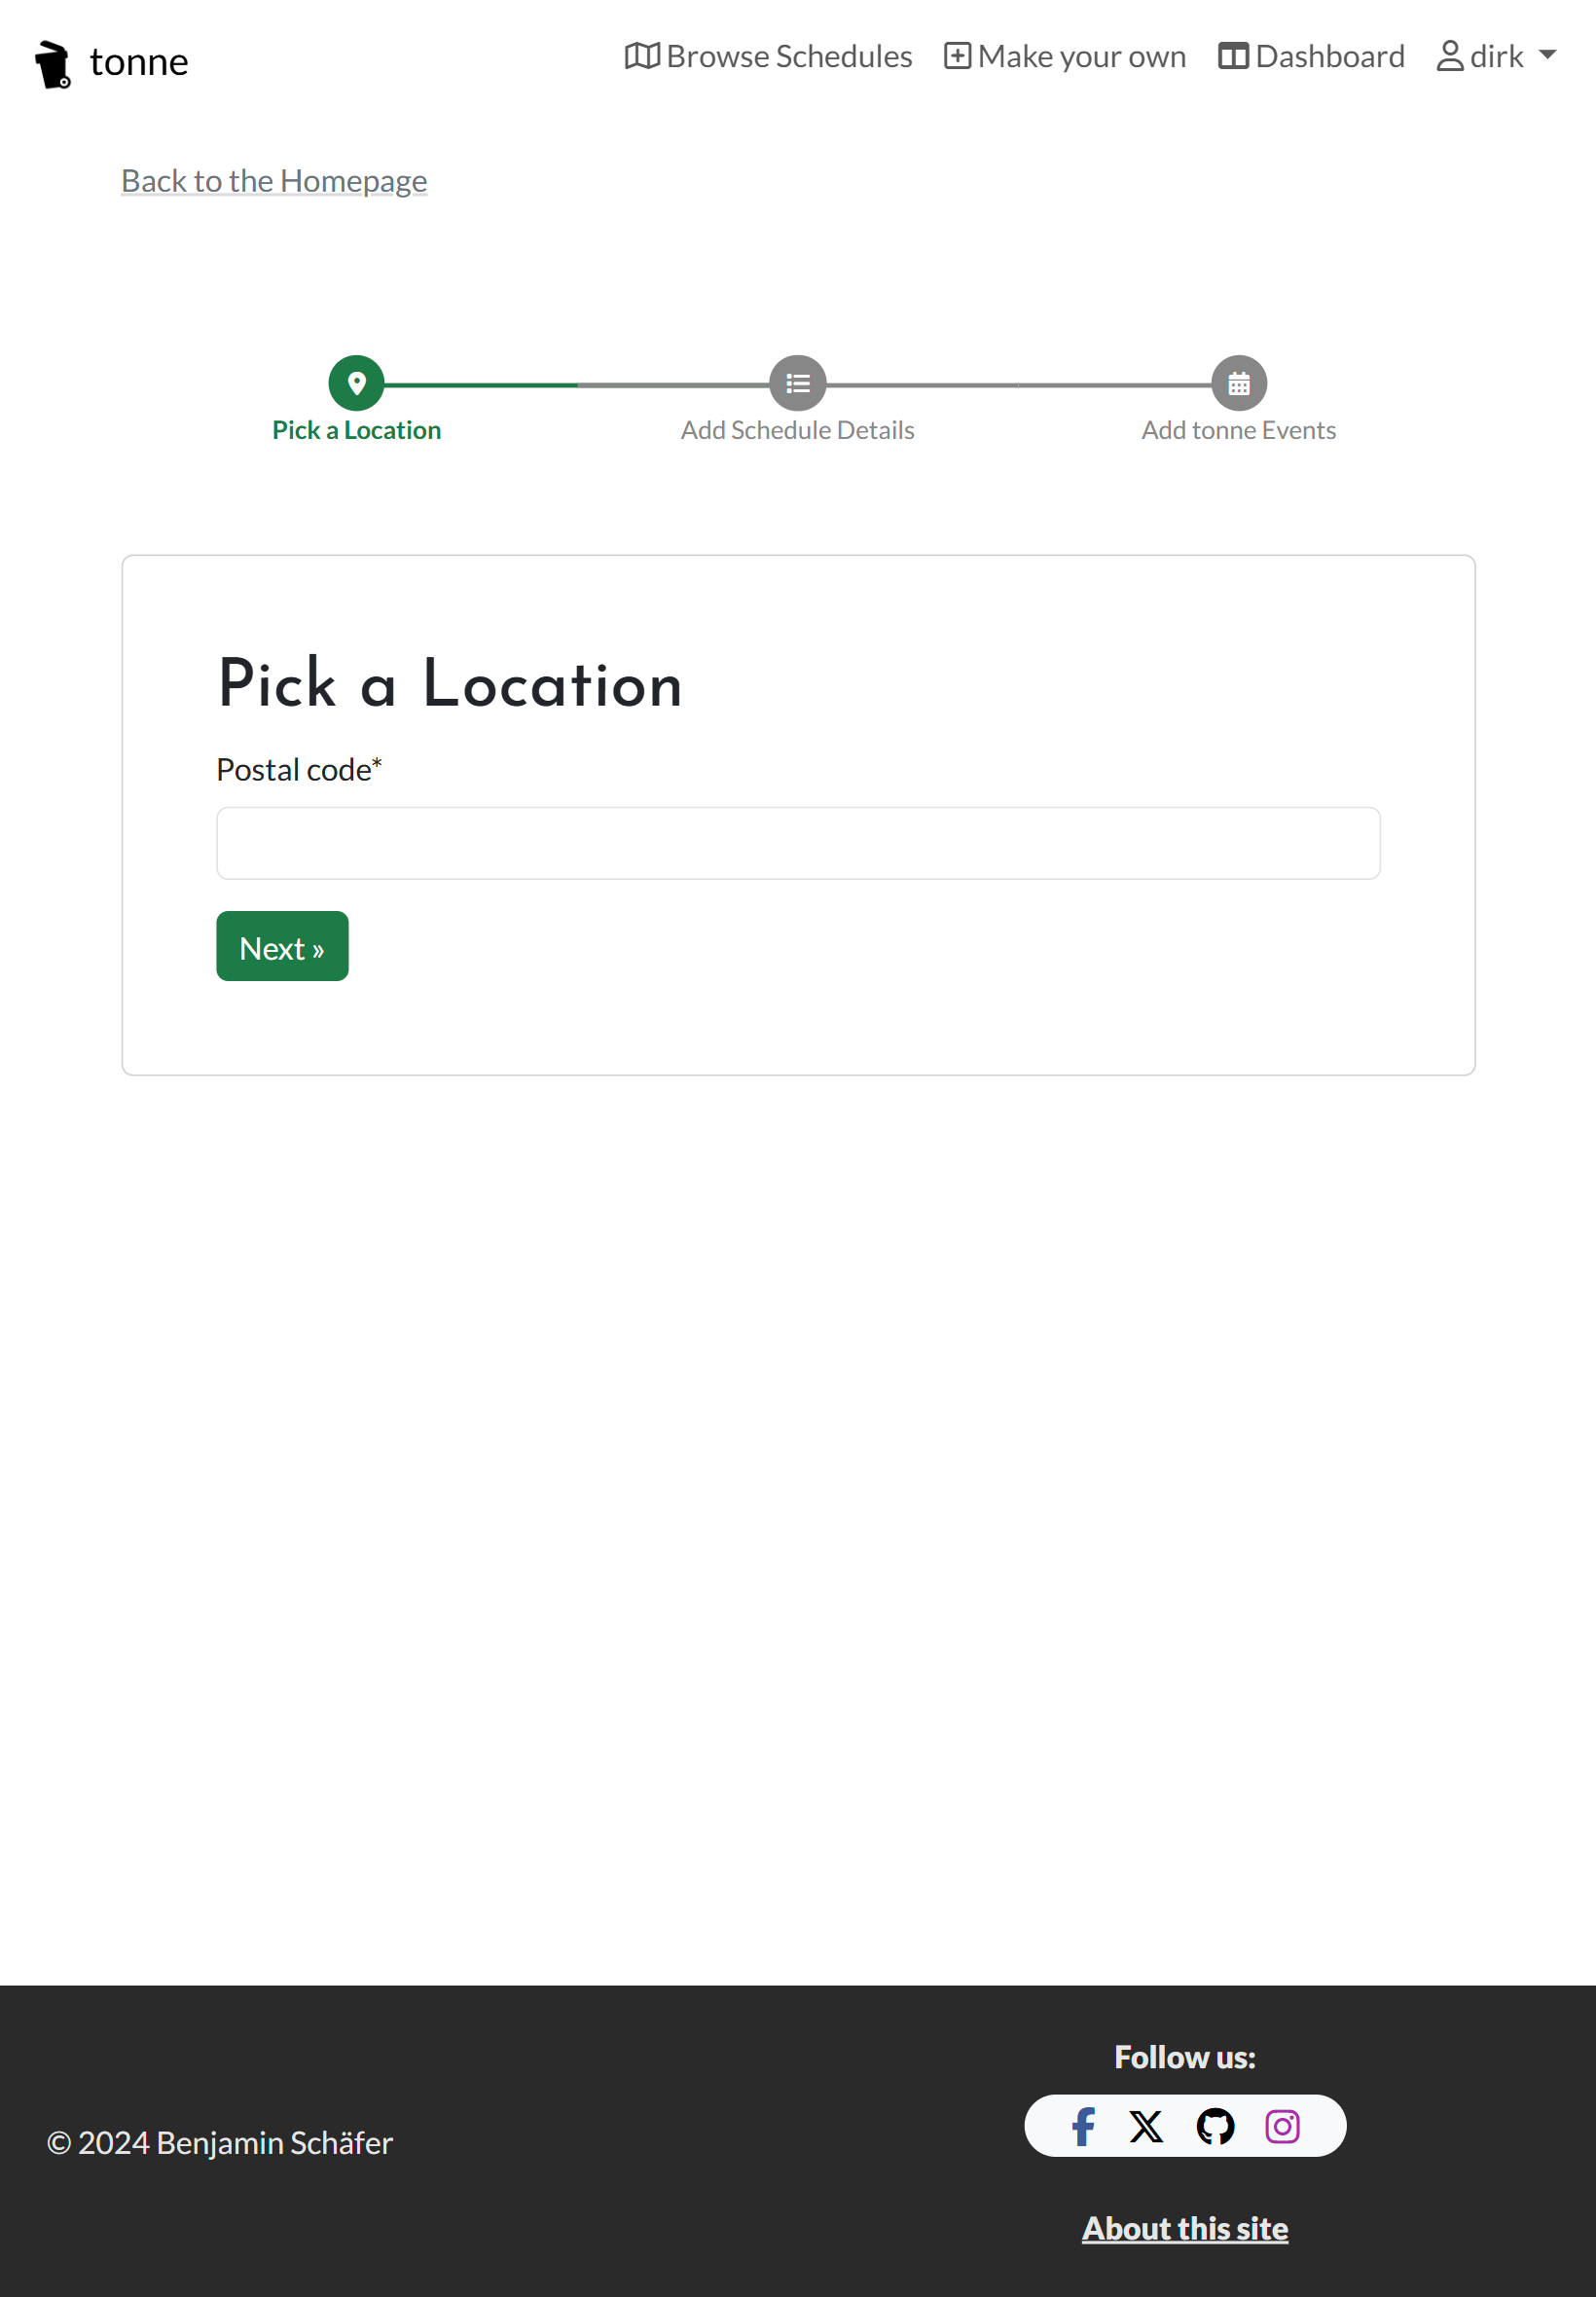 tonne
Browse Schedules
Make your own
Dashboard
dirk
Back to the Homepage
Pick a Location
Add Schedule Details
Add tonne Events
Pick a Location
Postal code*
Next »
Follow us:
© 2024 Benjamin Schäfer
About this site